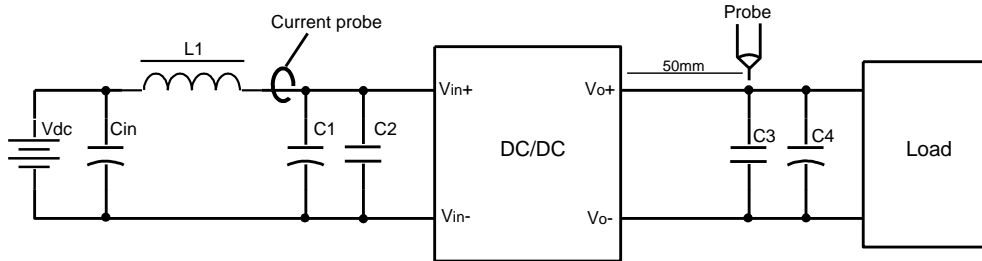 Current probe
Probe
L1
50mm
Vin+
Vo+
Vdc
Cin
C1
C2
DC/DC
C3
C4
Load
Vin-
Vo-